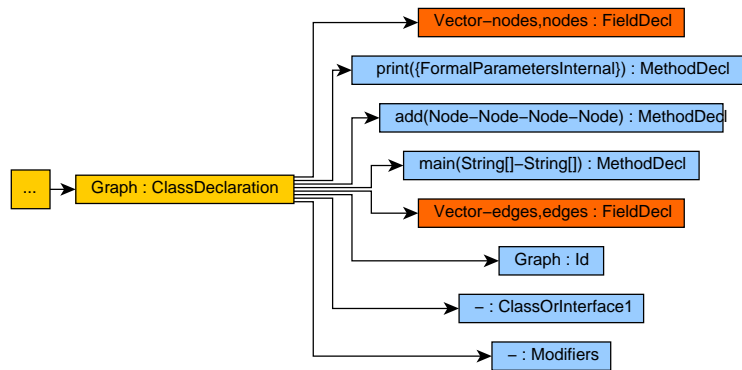 Vector−nodes,nodes : FieldDecl
print({FormalParametersInternal}) : MethodDecl
add(Node−Node−Node−Node) : MethodDecl
main(String[]−String[]) : MethodDecl
...
Graph : ClassDeclaration
Vector−edges,edges : FieldDecl
Graph : Id
− : ClassOrInterface1
− : Modifiers